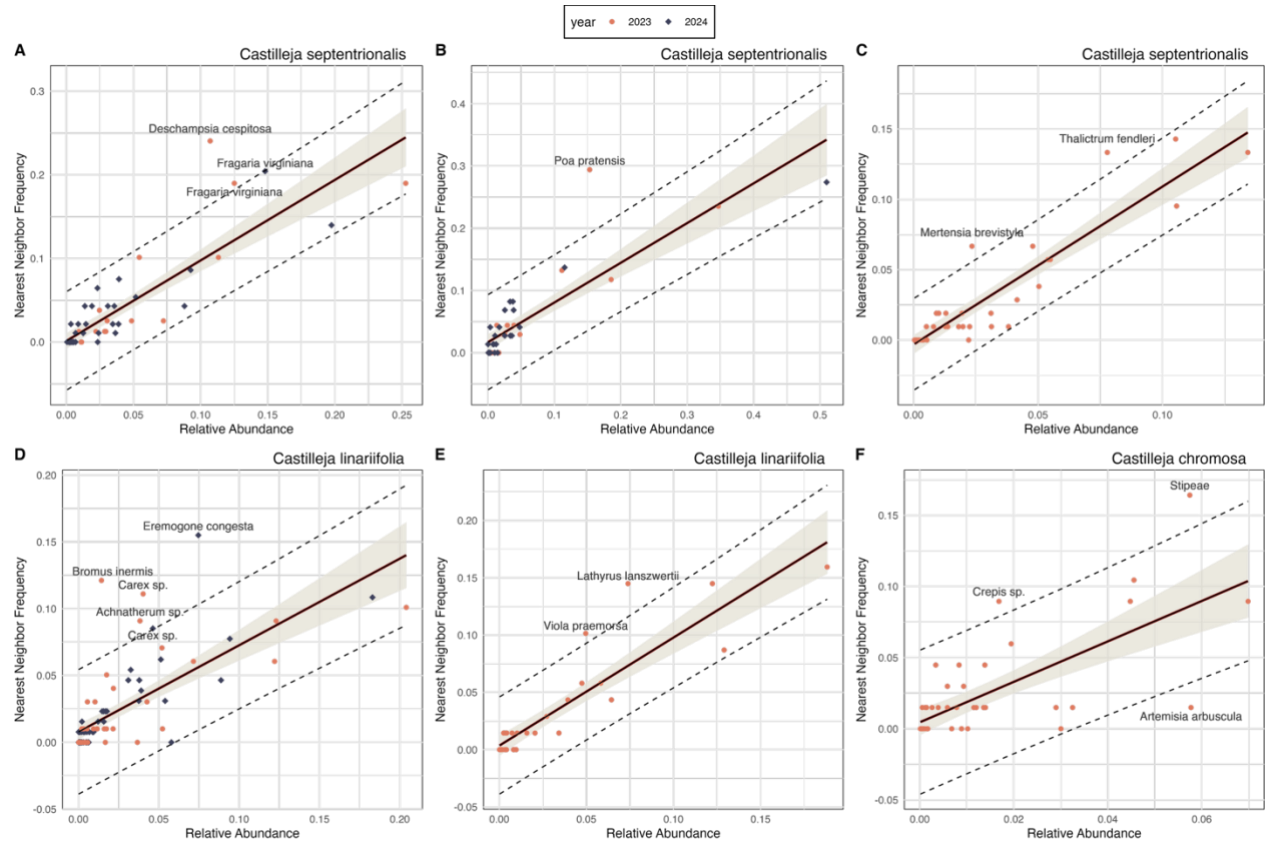 year 2023 2024
A Castilleja septentrionalis
Nearest Neighbor Frequency
0.3
0.2
0.1
0.0
Deschampsia cespitosa
Fragaria virginiana
Fragaria virginiana
0.00 0.05 0.10 0.15 0.20 0.25
Relative Abundance
B Castilleja septentrionalis
Nearest Neighbor Frequency
0.4
0.3
0.2
0.1
0.0
Poa pratensis
0.0 0.1 0.2 0.3 0.4 0.5
Relative Abundance
C Castilleja septentrionalis
Nearest Neighbor Frequency
0.15
0.10
0.05
0.00
Thalictrum fendleri
Mertensia brevistyla
0.00 0.05 0.10
Relative Abundance
D Castilleja linariifolia
Nearest Neighbor Frequency
0.20
0.15
0.10
0.05
0.00
-0.05
Eremogone congesta
Bromus inermis
Carex sp.
Achnatherum sp.
Carex sp.
0.00 0.05 0.10 0.15 0.20
Relative Abundance
E Castilleja linariifolia
Nearest Neighbor Frequency
0.20
0.15
0.10
0.05
0.00
-0.05
Lathyrus lanszwertii
Viola praemorsa
0.00 0.05 0.10 0.15
Relative Abundance
F Castilleja chromosa
Nearest Neighbor Frequency
0.15
0.10
0.05
0.00
-0.05
Stipeae
Crepis sp.
Artemisia arbuscula
0.00 0.02 0.04 0.06
Relative Abundance